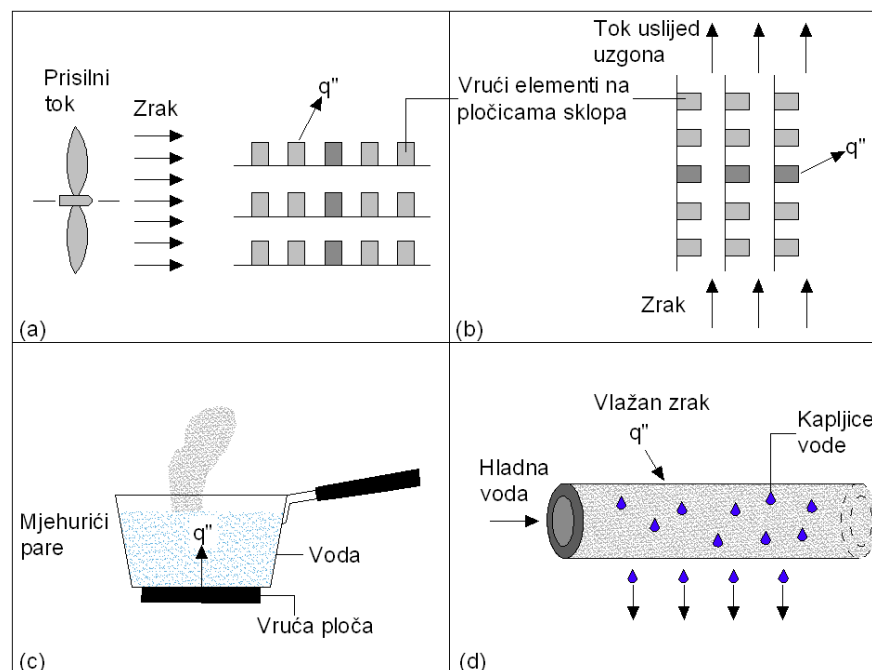 Prisilni
tok
Zrak
q"
Vrući elementi na
pločicama sklopa
(a)
Tok uslijed
uzgona
q"
Zrak
(b)
Mjehurići
pare
q"
Voda
Vruća ploča
(c)
Vlažan zrak
q"
Kapljice
vode
Hladna
voda
(d)